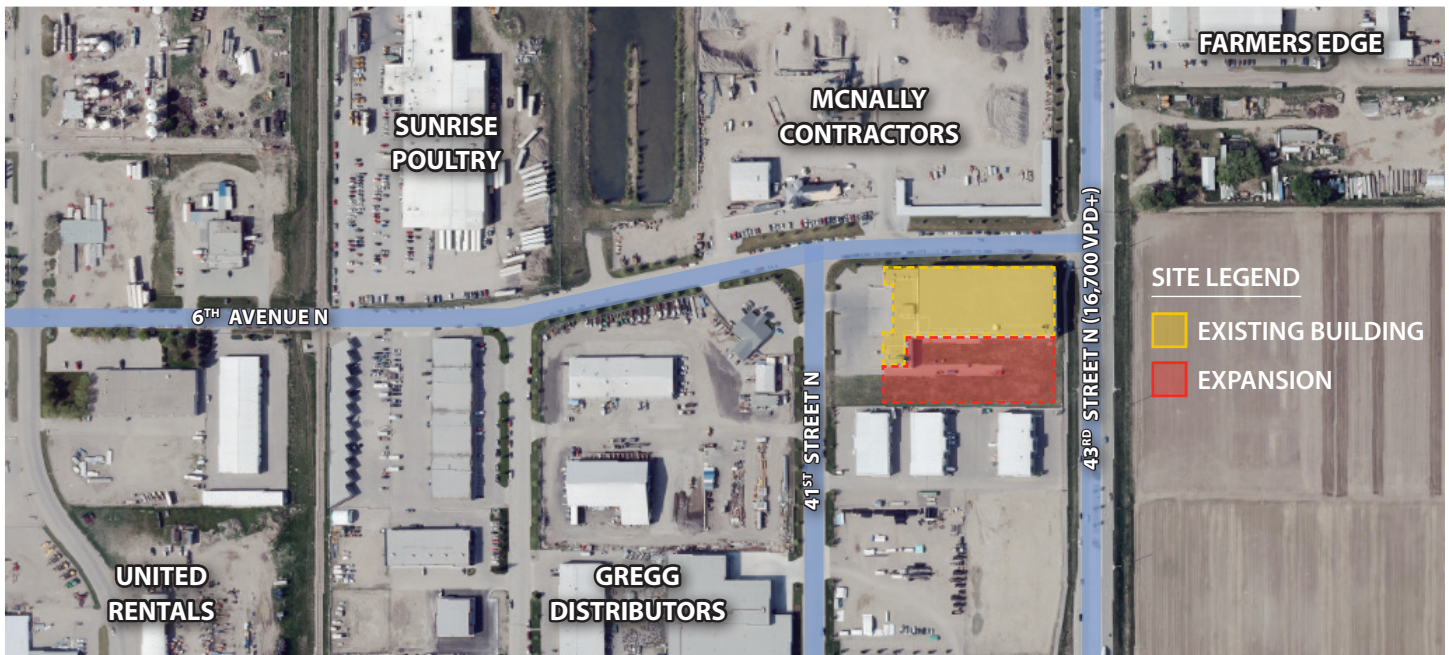 FARMERS EDGE
MCNALLY
CONTRACTORS
SUNRISE
POULTRY
6TH AVENUE N
41ST STREET N
43RD STREET N (16,700 VPD+)
SITE LEGEND
EXISTING BUILDING
EXPANSION
UNITED
RENTALS
GREGG
DISTRIBUTORS